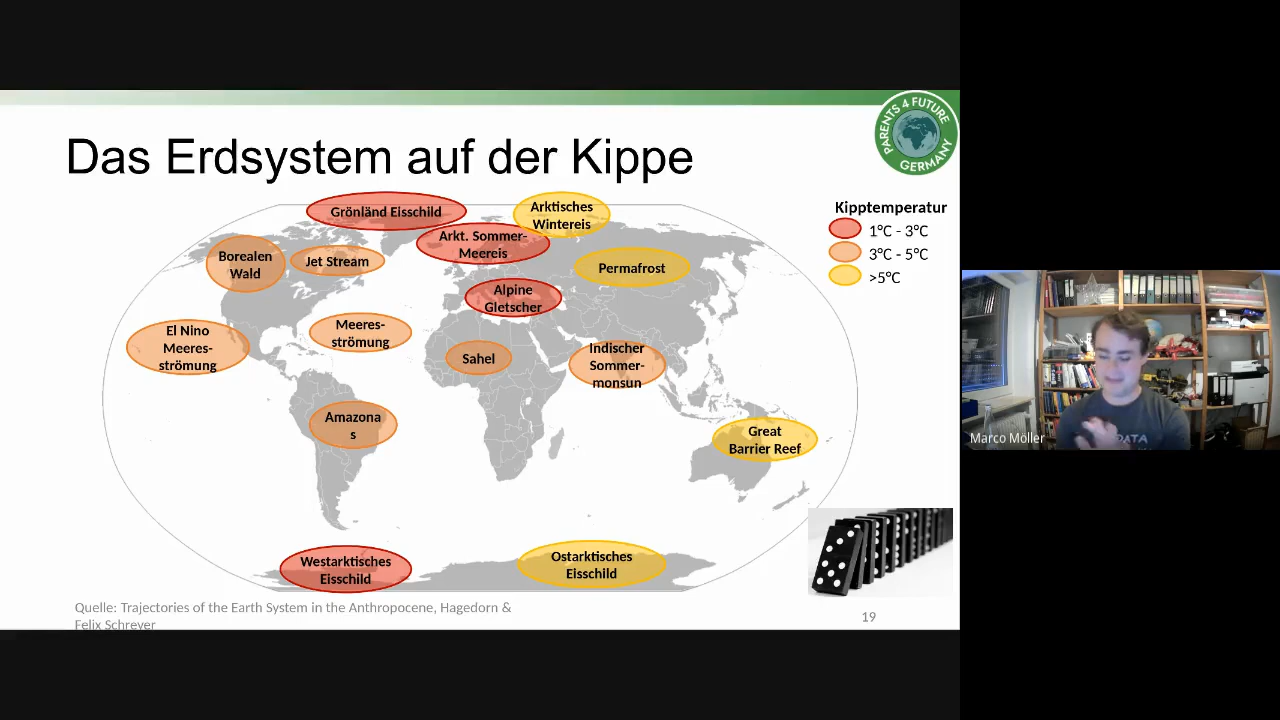 PARENTS 4 FUTURE
GERMANY
Das Erdsystem auf der Kippe
Kipptemperatur
1°C - 3°C
3°C - 5°C
>5°C
Grönländ Eisschild
Arktisches
Wintereis
Arkt. Sommer-
Meereis
Borealen
Wald
Jet Stream
Permafrost
Alpine
Gletscher
El Nino
Meeres-
strömung
Meeres-
strömung
Sahel
Indischer
Sommer-
monsun
Amazona
s
Great
Barrier Reef
Westarktisches
Eisschild
Ostarktisches
Eisschild
Quelle: Trajectories of the Earth System in the Anthropocene, Hagedorn &
Felix Schreyer
19
Marco Möller
DATA